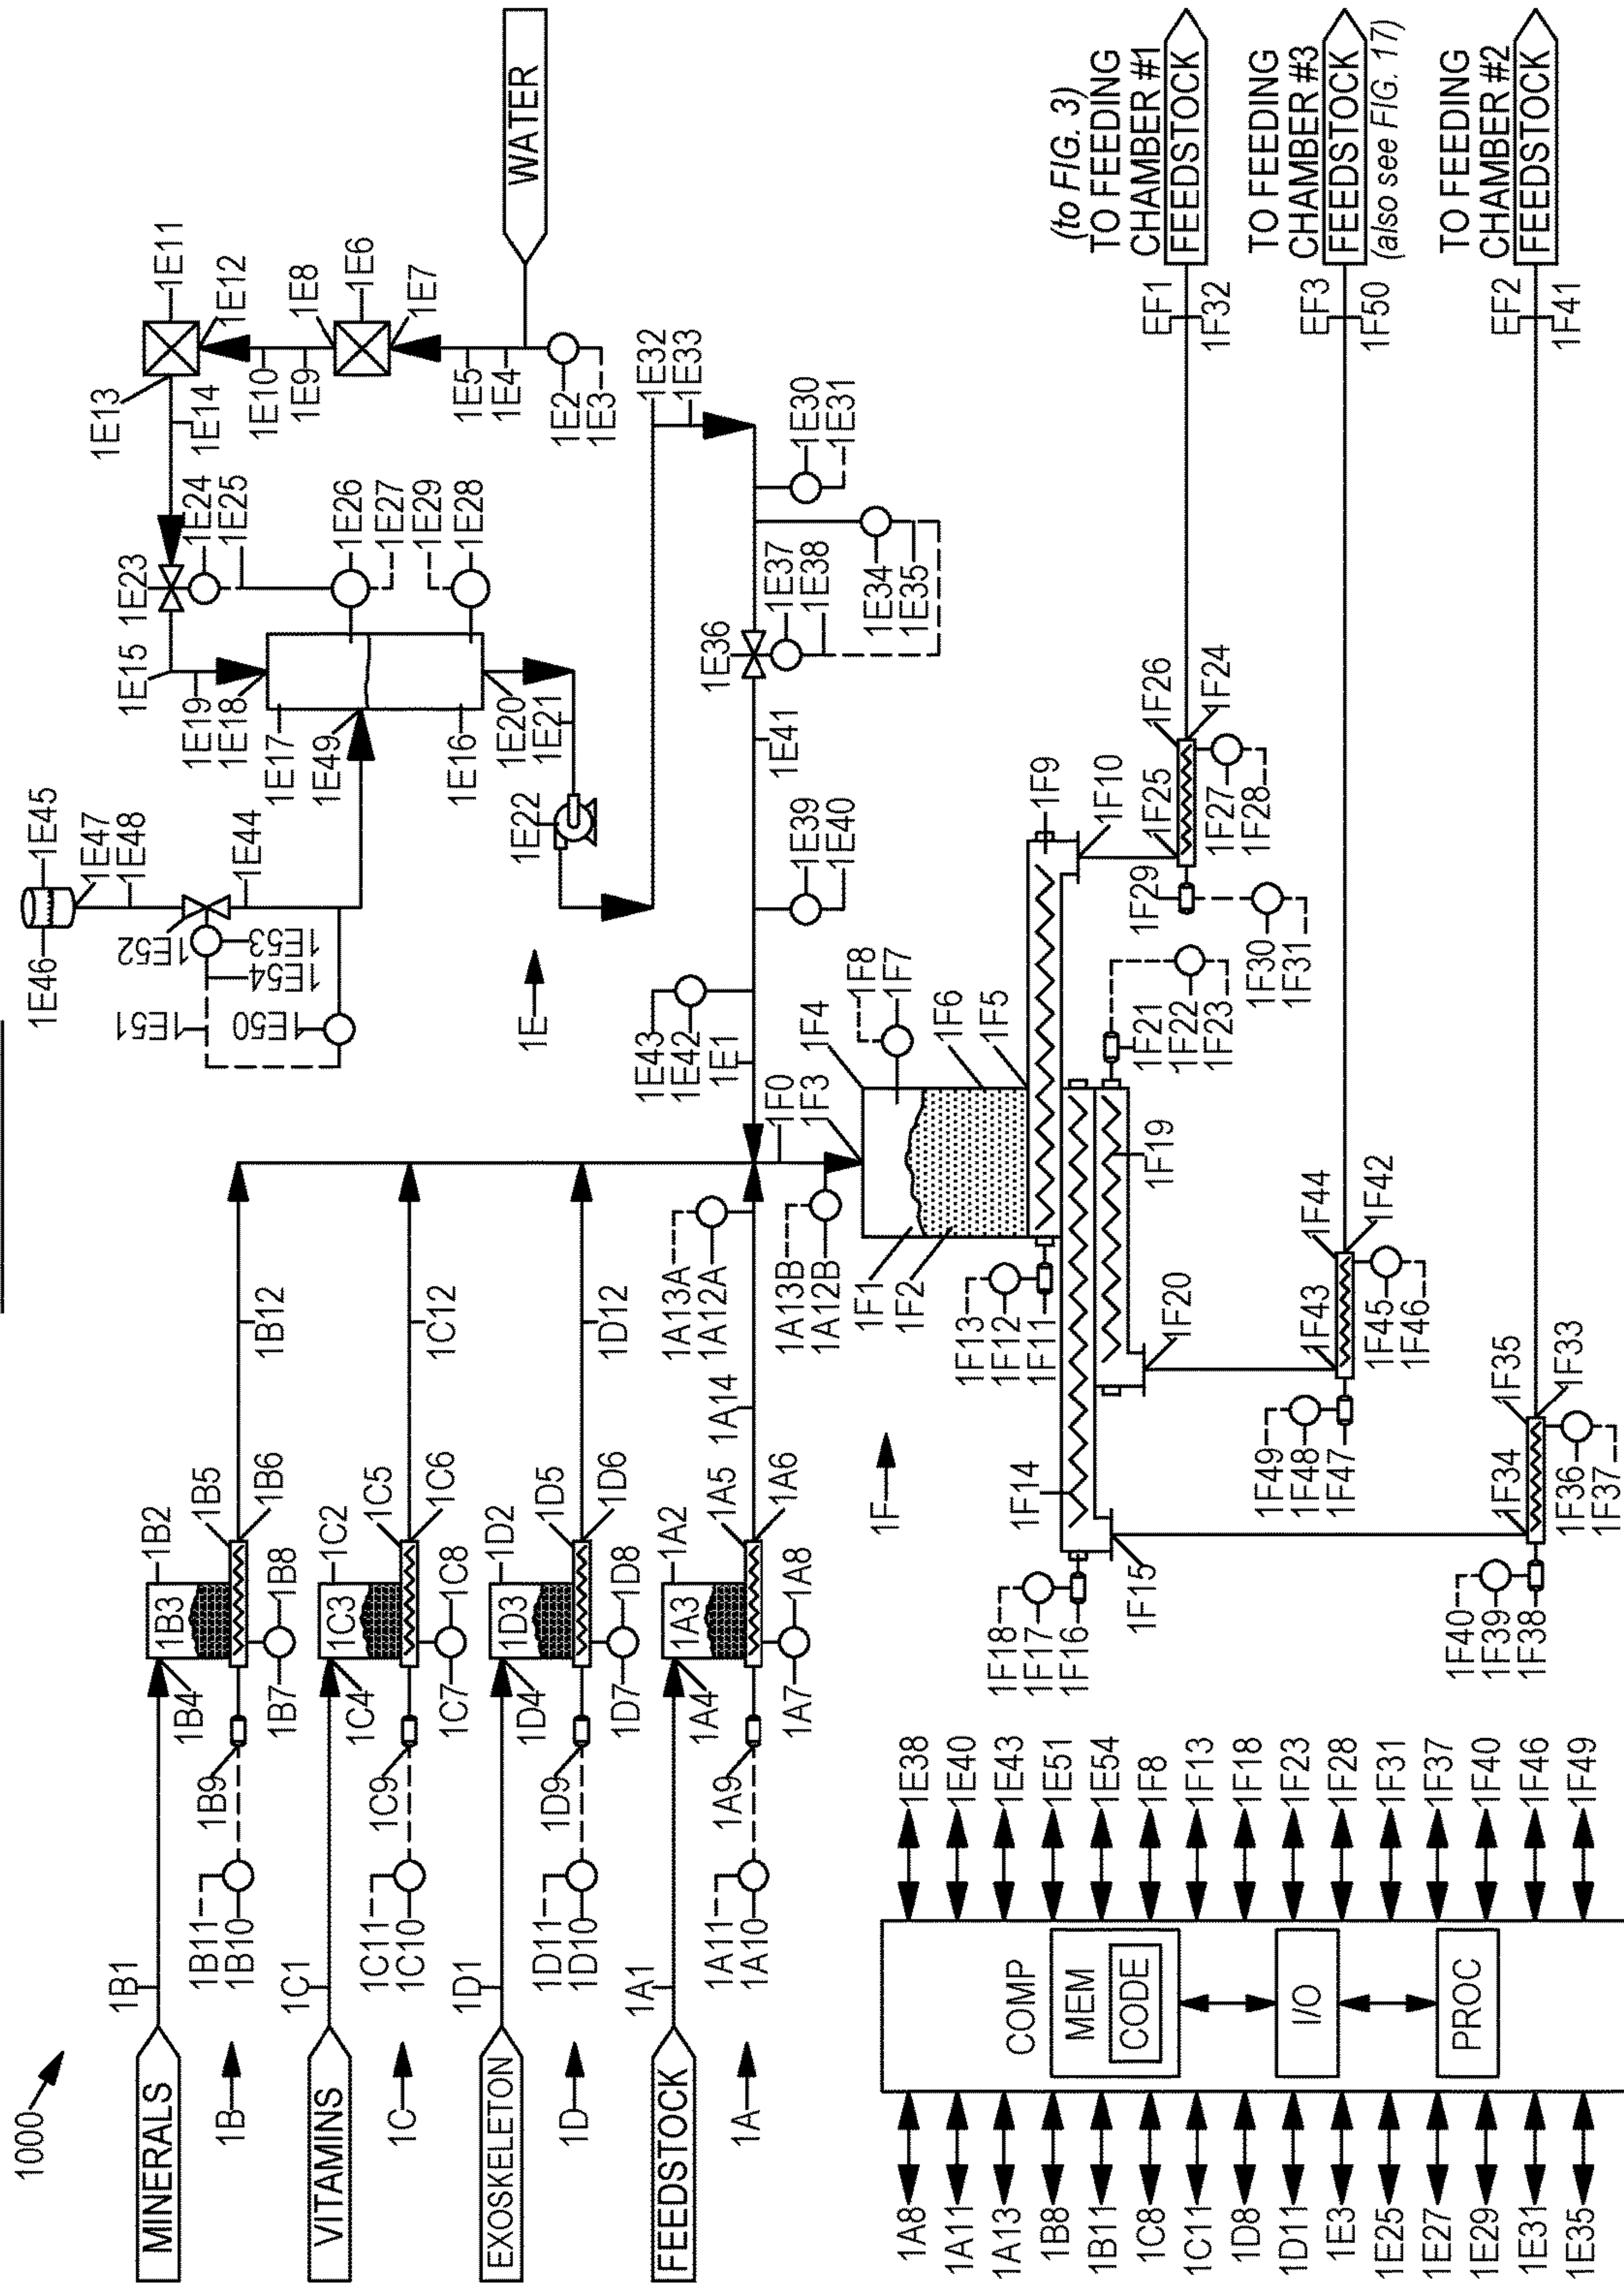 1000
MINERALS
1B1
1B
1B11
1B10
1B9
1B4
1B3
1B2
1B5
1B6
1B7
1B8
1B12
VITAMINS
1C1
1C
1C11
1C10
1C9
1C4
1C3
1C2
1C5
1C6
1C7
1C8
1C12
EXOSKELETON
1D1
1D
1D11
1D10
1D9
1D4
1D3
1D2
1D5
1D6
1D7
1D8
1D12
FEEDSTOCK
1A1
1A
1A11
1A10
1A9
1A4
1A3
1A2
1A5
1A6
1A7
1A8
1A14
1A13A
1A12A
1A13B
1A12B
1E46
1E45
1E47
1E48
1E52
1E53
1E54
1E44
1E51
1E50
1E
1E13
1E11
1E12
1E14
1E10
1E9
1E8
1E6
1E7
1E5
1E4
1E2
1E3
WATER
1E23
1E24
1E25
1E15
1E19
1E18
1E17
1E49
1E26
1E27
1E29
1E28
1E16
1E20
1E21
1E22
1E32
1E33
1E30
1E31
1E34
1E35
1E36
1E37
1E38
1E41
1E39
1E40
1E43
1E42
1E1
1F0
1F3
1F4
1F8
1F7
1F6
1F5
1F1
1F2
1F
1F9
1F10
1F13
1F12
1F11
1F14
1F15
1F18
1F17
1F16
1F19
1F20
1F21
1F22
1F23
1F25
1F26
1F24
1F27
1F28
1F29
1F30
1F31
1F43
1F44
1F42
1F45
1F46
1F49
1F48
1F47
1F34
1F35
1F33
1F36
1F37
1F40
1F39
1F38
EF1
1F32
(to FIG. 3)
TO FEEDING
CHAMBER #1
FEEDSTOCK
EF3
1F50
TO FEEDING
CHAMBER #3
FEEDSTOCK
(also see FIG. 17)
EF2
1F41
TO FEEDING
CHAMBER #2
FEEDSTOCK
COMP
MEM
CODE
I/O
PROC
1A8
1A11
1A13
1B8
1B11
1C8
1C11
1D8
1D11
1E3
1E25
1E27
1E29
1E31
1E35
1E38
1E40
1E43
1E51
1E54
1F8
1F13
1F18
1F23
1F28
1F31
1F37
1F40
1F46
1F49